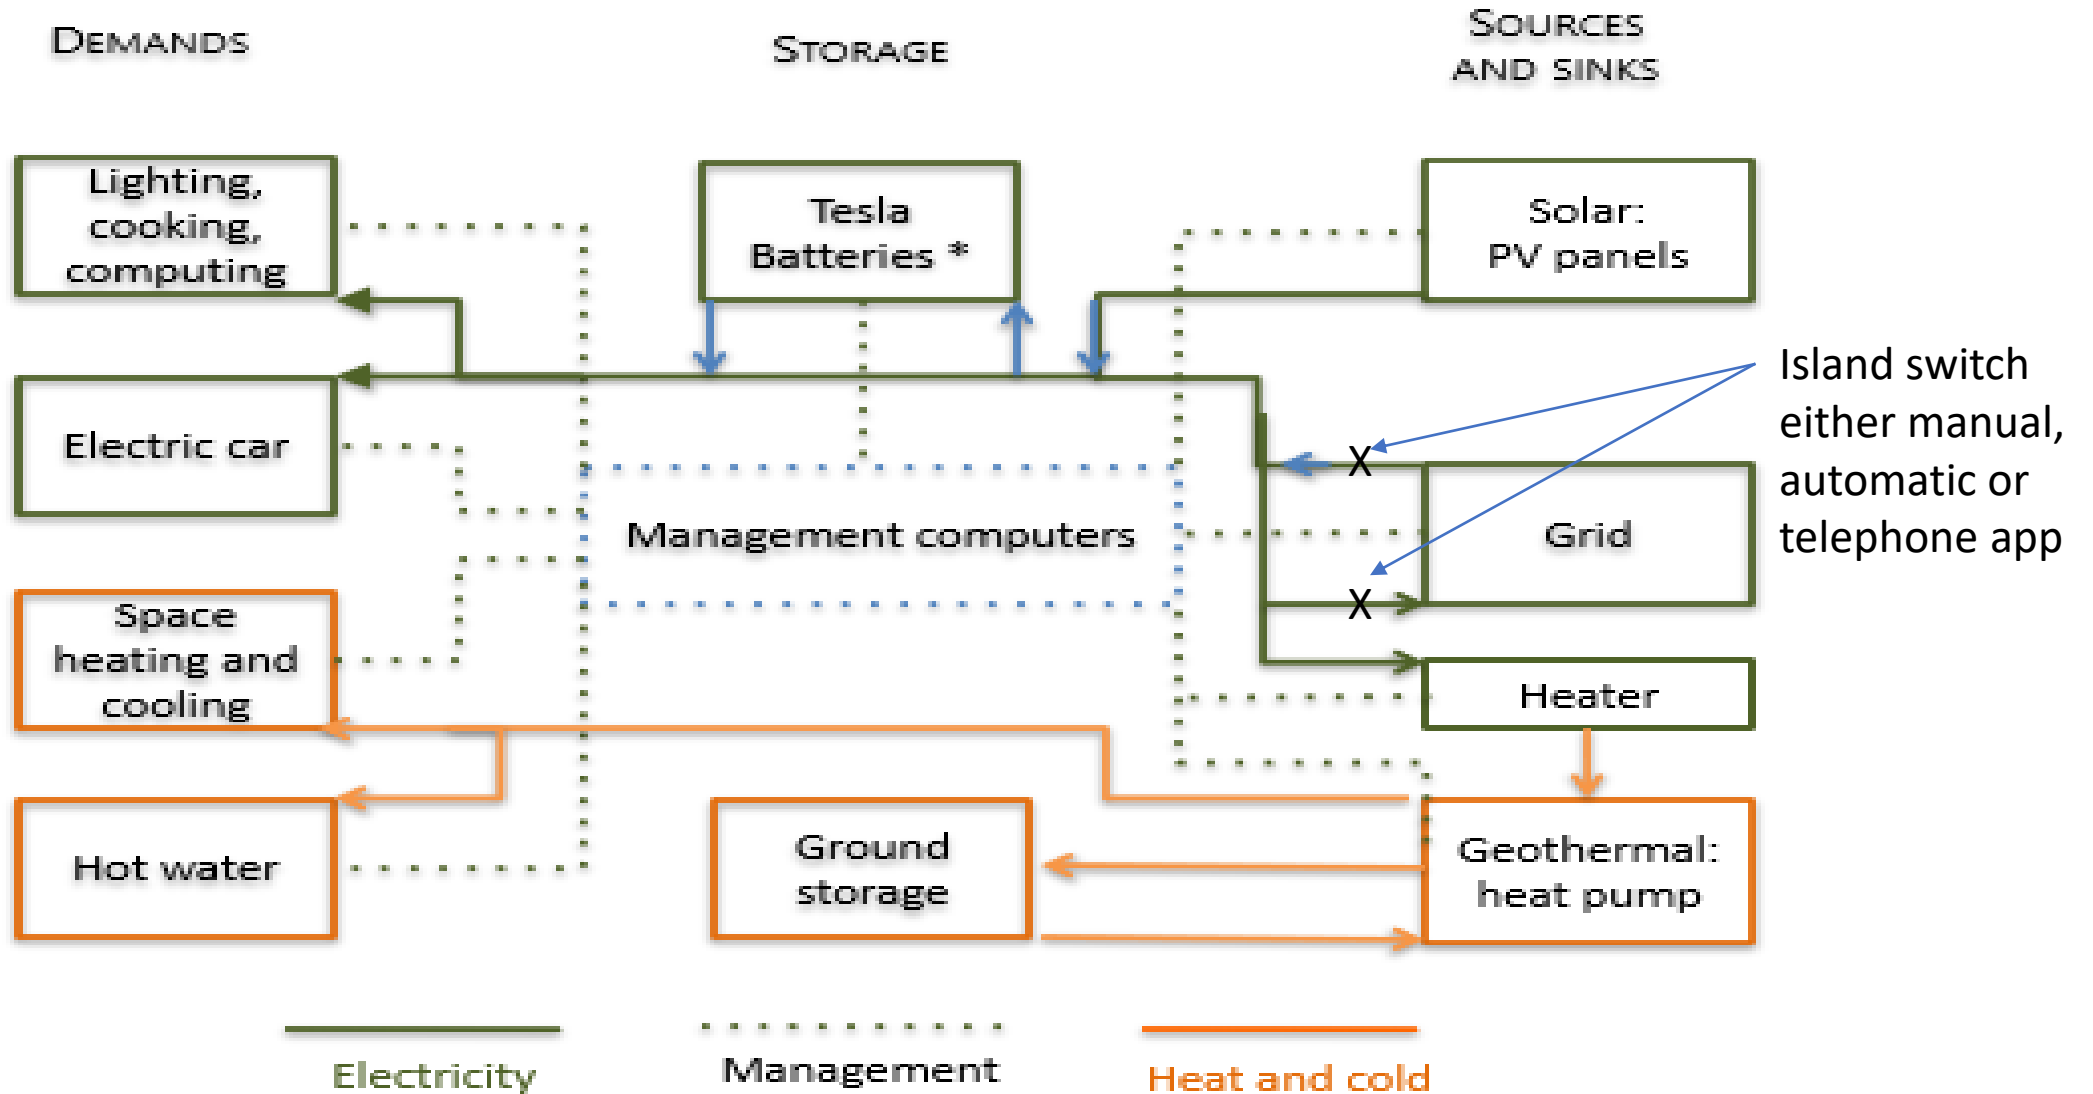 DEMANDS
STORAGE
SOURCES
AND SINKS
Lighting,
cooking,
computing
Tesla
Batteries *
Solar:
PV panels
Electric car
Management computers
X
Grid
X
Island switch
either manual,
automatic or
telephone app
Space
heating and
cooling
Heater
Hot water
Ground
storage
Geothermal:
heat pump
Electricity
Management
Heat and cold